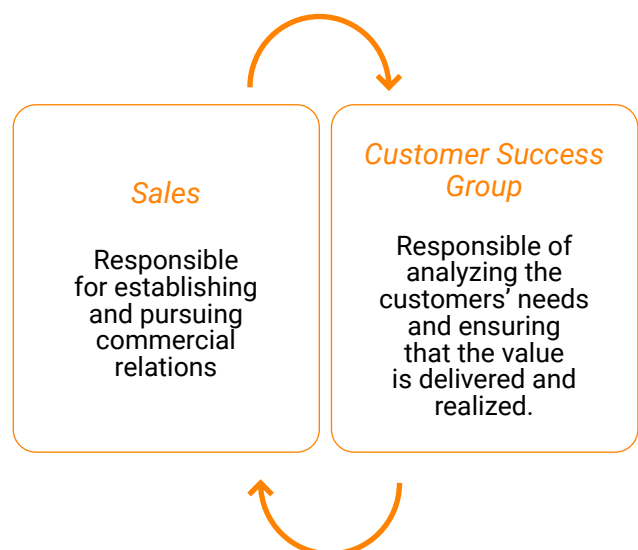 Sales
Responsible
for establishing
and pursuing
commercial
relations
Customer Success
Group
Responsible of
analyzing the
customers’ needs
and ensuring
that the value
is delivered and
realized.